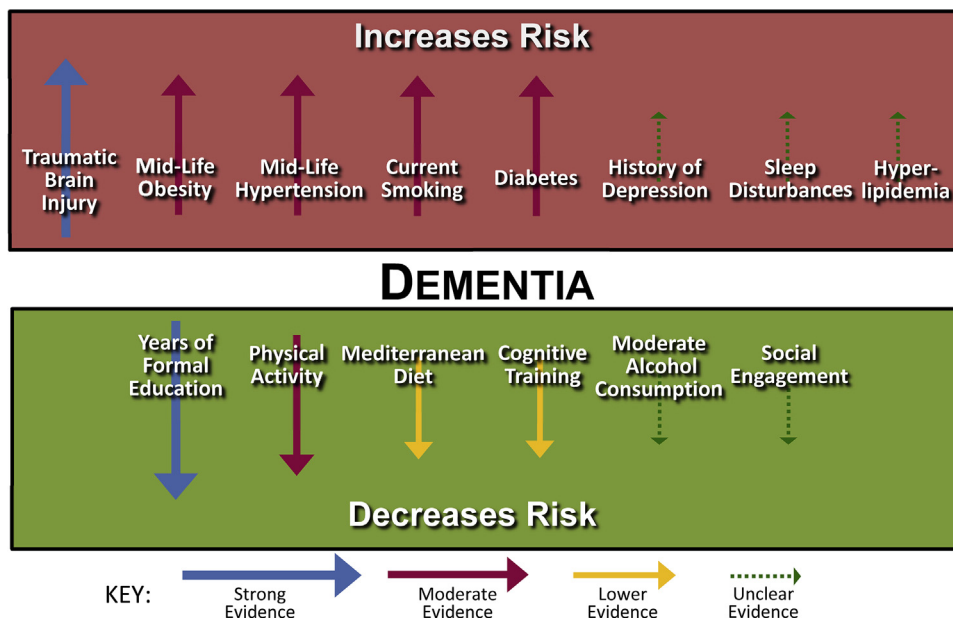 Increases Risk
Traumatic
Brain
Injury
Mid-Life
Obesity
Mid-Life
Hypertension
Current
Smoking
Diabetes
History of
Depression
Sleep
Disturbances
Hyper-
lipidemia
DEMENTIA
Years of
Formal
Education
Physical
Activity
Mediterranean
Diet
Cognitive
Training
Moderate
Alcohol
Consumption
Social
Engagement
Decreases Risk
KEY:
Strong
Evidence
Moderate
Evidence
Lower
Evidence
Unclear
Evidence